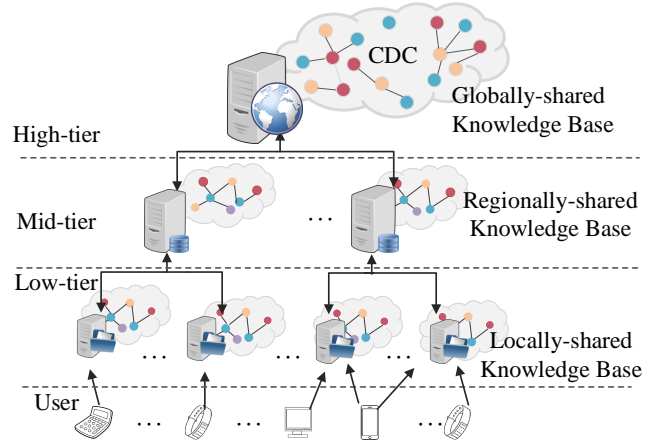 CDC
Globally-shared
Knowledge Base
High-tier
Mid-tier
...
Regionally-shared
Knowledge Base
Low-tier
... ... ...
Locally-shared
Knowledge Base
User
... ... ...